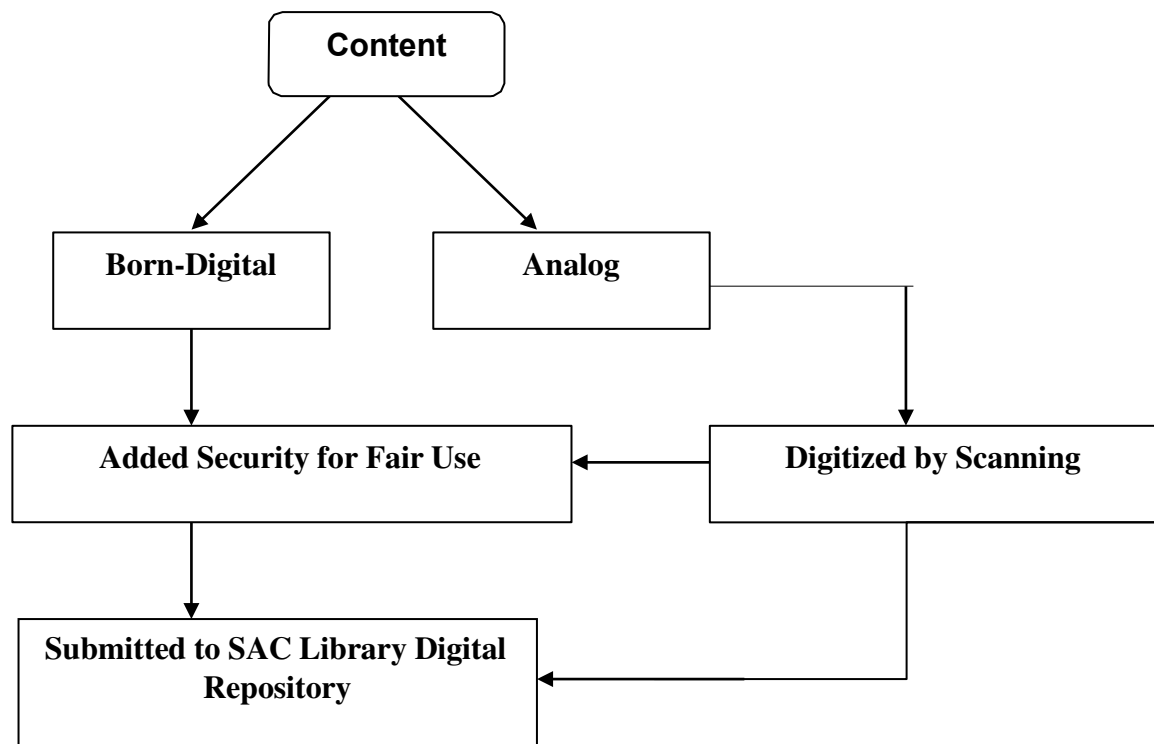 Content
Born-Digital
Analog
Added Security for Fair Use
Digitized by Scanning
Submitted to SAC Library Digital
Repository